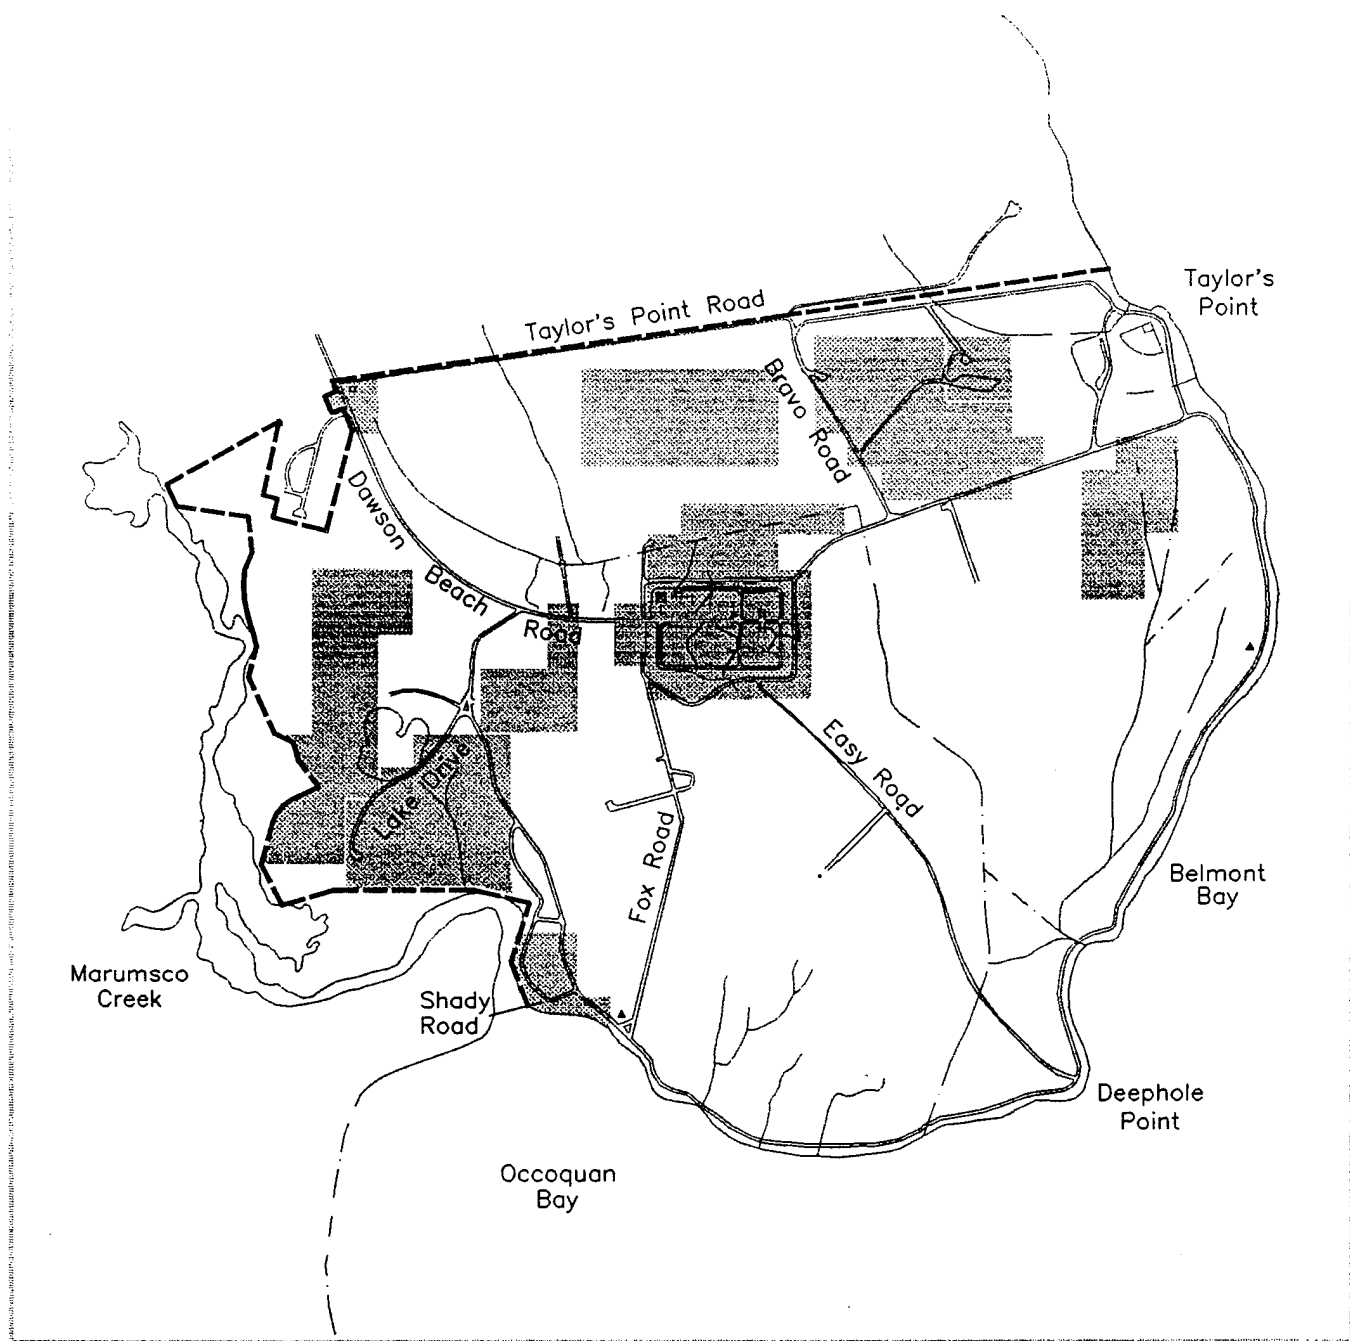 Taylor's
Point
Taylor's Point Road
Bravo Road
Dawson
Beach
Road
Easy Road
Lake Drive
Fox Road
Belmont
Bay
Marumsco
Creek
Shady
Road
Deephole
Point
Occoquan
Bay